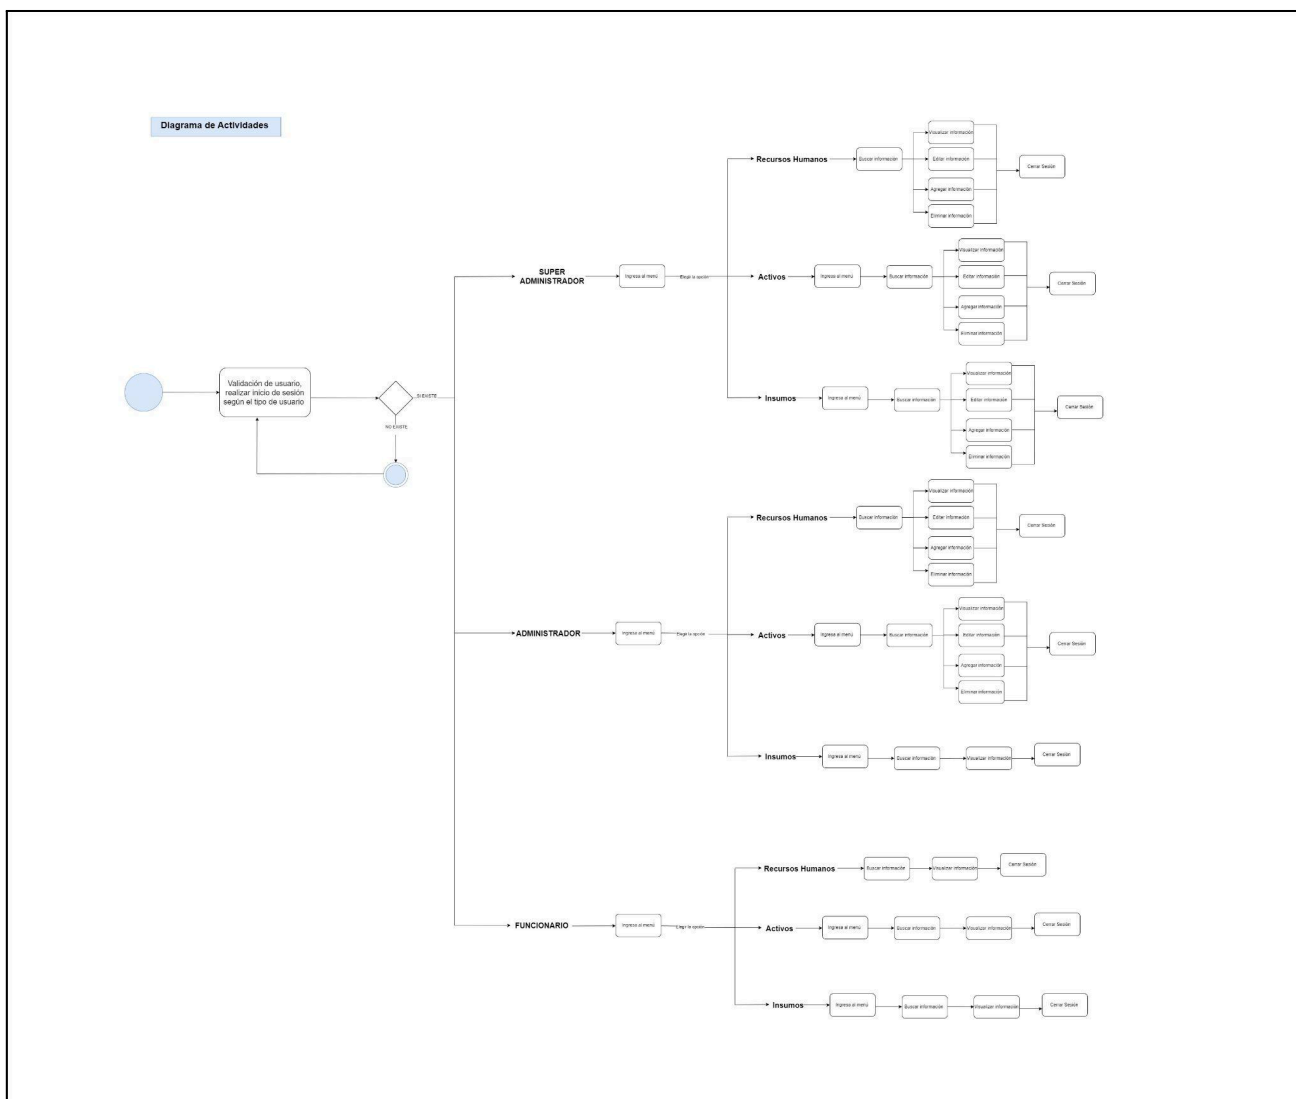 Diagrama de Actividades
Validación de usuario,
realizar inicio de sesión
según el tipo de usuario
SI EXISTE
NO EXISTE
SUPER
ADMINISTRADOR
Ingresa al menú
Elegir la opción
Recursos Humanos
Buscar información
Visualizar información
Editar información
Agregar información
Eliminar información
Cerrar Sesión
Activos
Ingresa al menú
Buscar información
Visualizar información
Editar información
Agregar información
Eliminar información
Cerrar Sesión
Insumos
Ingresa al menú
Buscar información
Visualizar información
Editar información
Agregar información
Eliminar información
Cerrar Sesión
ADMINISTRADOR
Ingresa al menú
Elegir la opción
Recursos Humanos
Buscar información
Visualizar información
Editar información
Agregar información
Eliminar información
Cerrar Sesión
Activos
Ingresa al menú
Buscar información
Visualizar información
Editar información
Agregar información
Eliminar información
Cerrar Sesión
Insumos
Ingresa al menú
Buscar información
Visualizar información
Cerrar Sesión
FUNCIONARIO
Ingresa al menú
Elegir la opción
Recursos Humanos
Buscar información
Visualizar información
Cerrar Sesión
Activos
Ingresa al menú
Buscar información
Visualizar información
Cerrar Sesión
Insumos
Ingresa al menú
Buscar información
Visualizar información
Cerrar Sesión